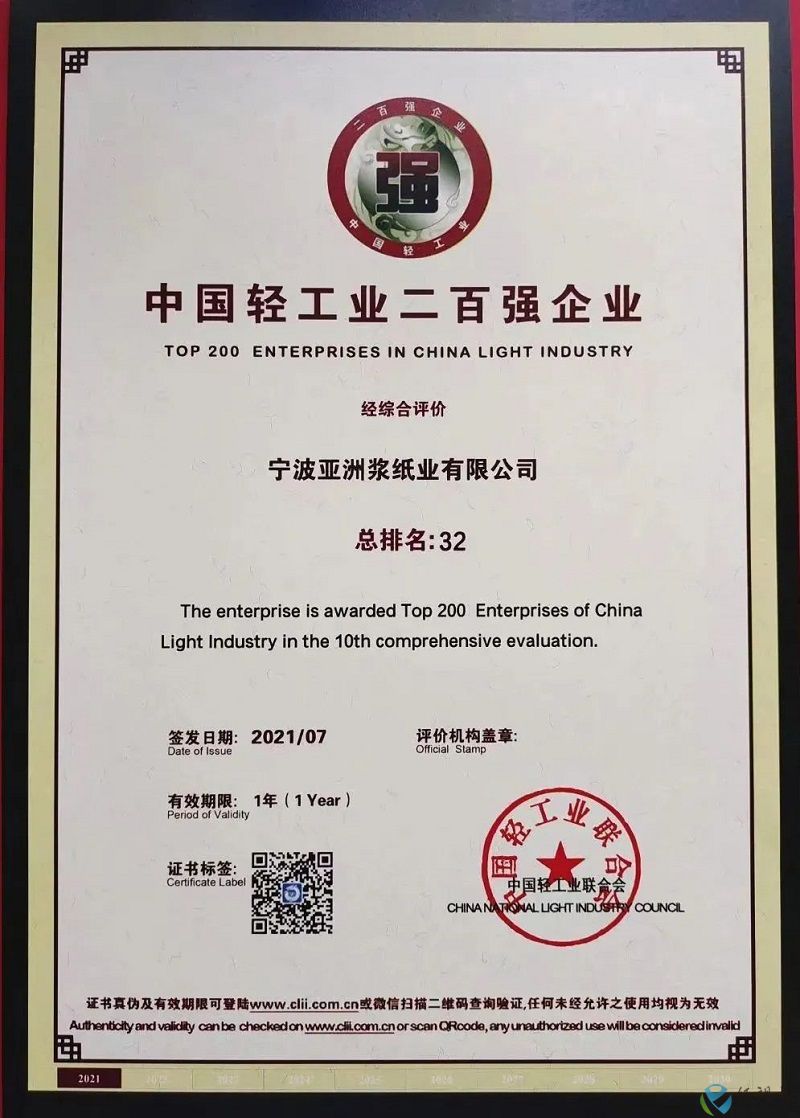 二百强企业
强
中国轻工业
中国轻工业二百强企业
TOP 200 ENTERPRISES IN CHINA LIGHT INDUSTRY
经综合评价
宁波亚洲浆纸业有限公司
总排名:32
The enterprise is awarded Top 200 Enterprises of China
Light Industry in the 10th comprehensive evaluation.
签发日期: 2021/07
Date of Issue
评价机构盖章:
Official Stamp
有效期限: 1年（1 Year）
Period of Validity
证书标签:
Certificate Label
中国轻工业联合会
中国轻工业联合会
CHINA NATIONAL LIGHT INDUSTRY COUNCIL
证书真伪及有效期限可登陆www.clii.com.cn或微信扫描二维码查询验证,任何未经允许之使用均视为无效
Authenticity and validity can be checked on www.clii.com.cn or scan QRcode, any unauthorized use will be considered invalid
2021 2022 2023 2024 2025 2026 2027 2028 2029 2030